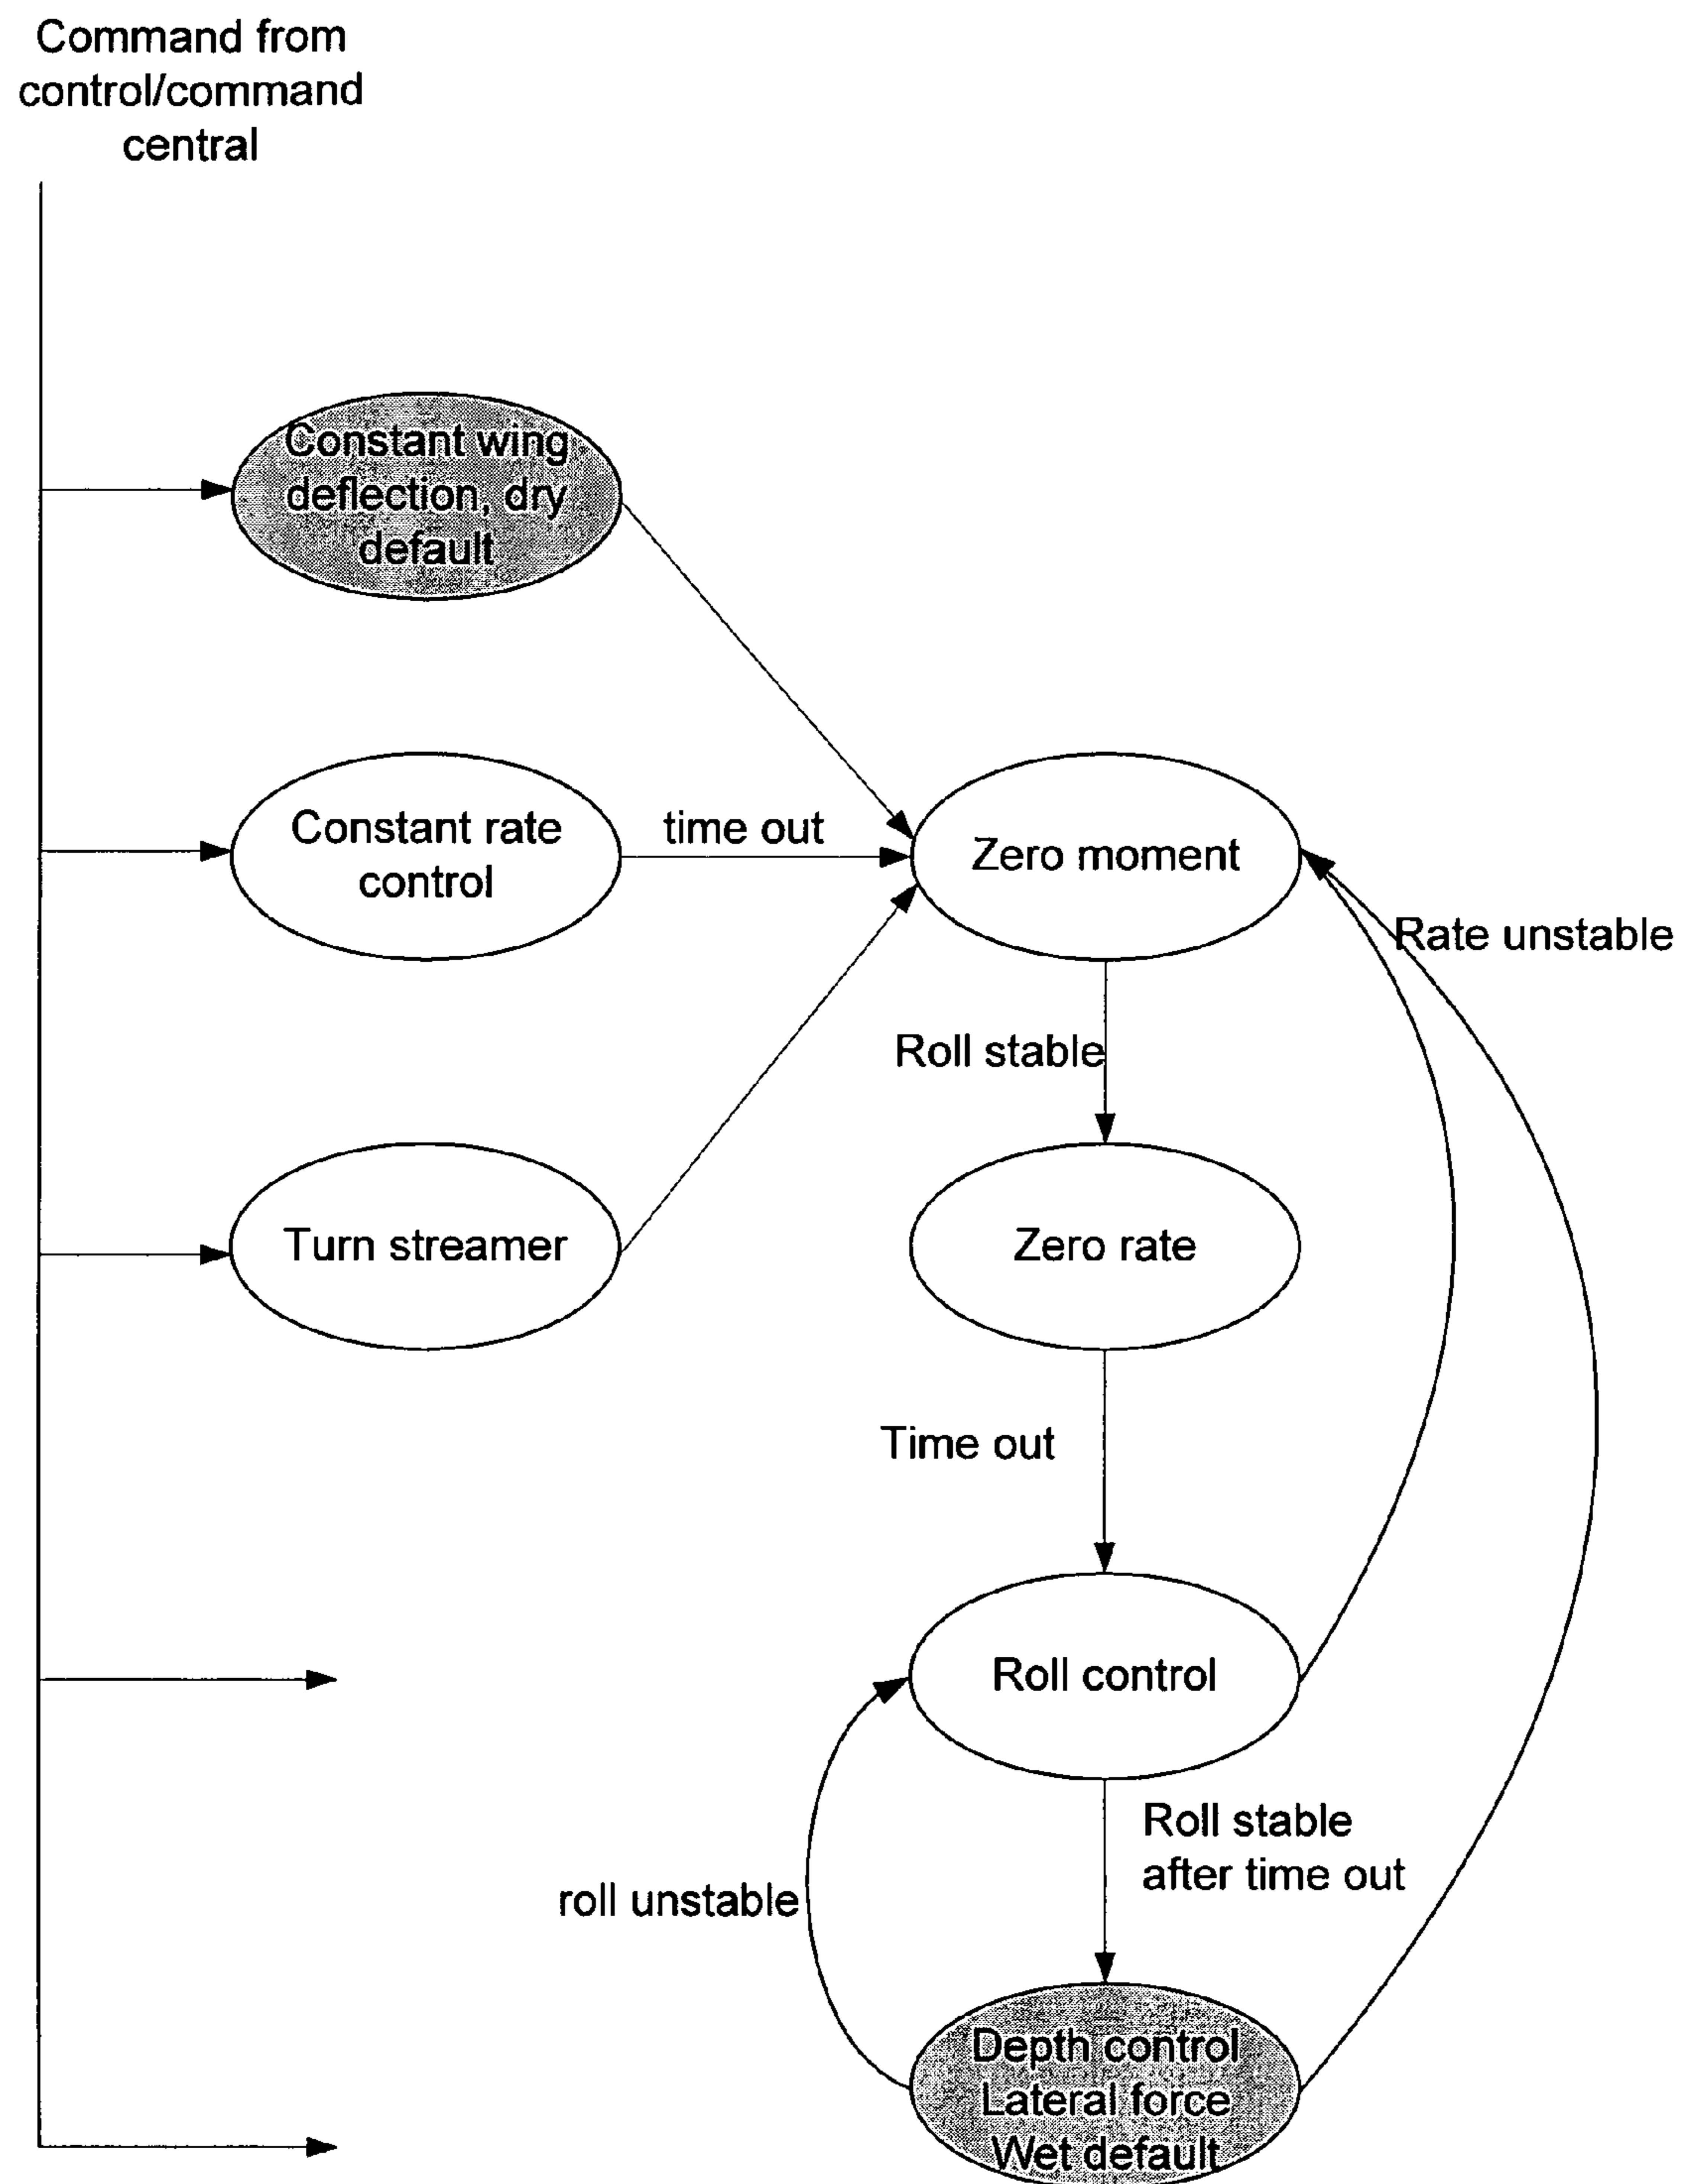 Command from
control/command
central
Constant wing
deflection, dry
default
Constant rate
control
time out
Zero moment
Rate unstable
Roll stable
Turn streamer
Zero rate
Time out
Roll control
Roll stable
after time out
roll unstable
Depth control
Lateral force
Wet default